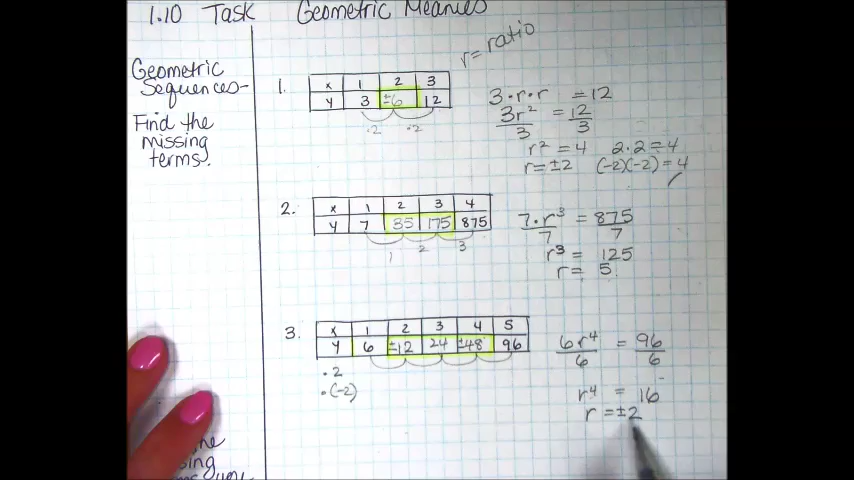 1.10 Task Geometric Meanies
Geometric
Sequences-
Find the
missing
terms.
r = ratio
1.
x 1 2 3
y 3 ±6 12
·2 ·2
3·r·r = 12
3r² = 12
3 3
r² = 4 2·2=4
r = ±2 (-2)(-2)=4
2.
x 1 2 3 4
y 7 35 175 875
1 2 3
7·r³ = 875
7 7
r³ = 125
r = 5
3.
x 1 2 3 4 5
y 6 ±12 24 ±48 96
·2
·(-2)
6r⁴ = 96
6 6
r⁴ = 16
r = ±2